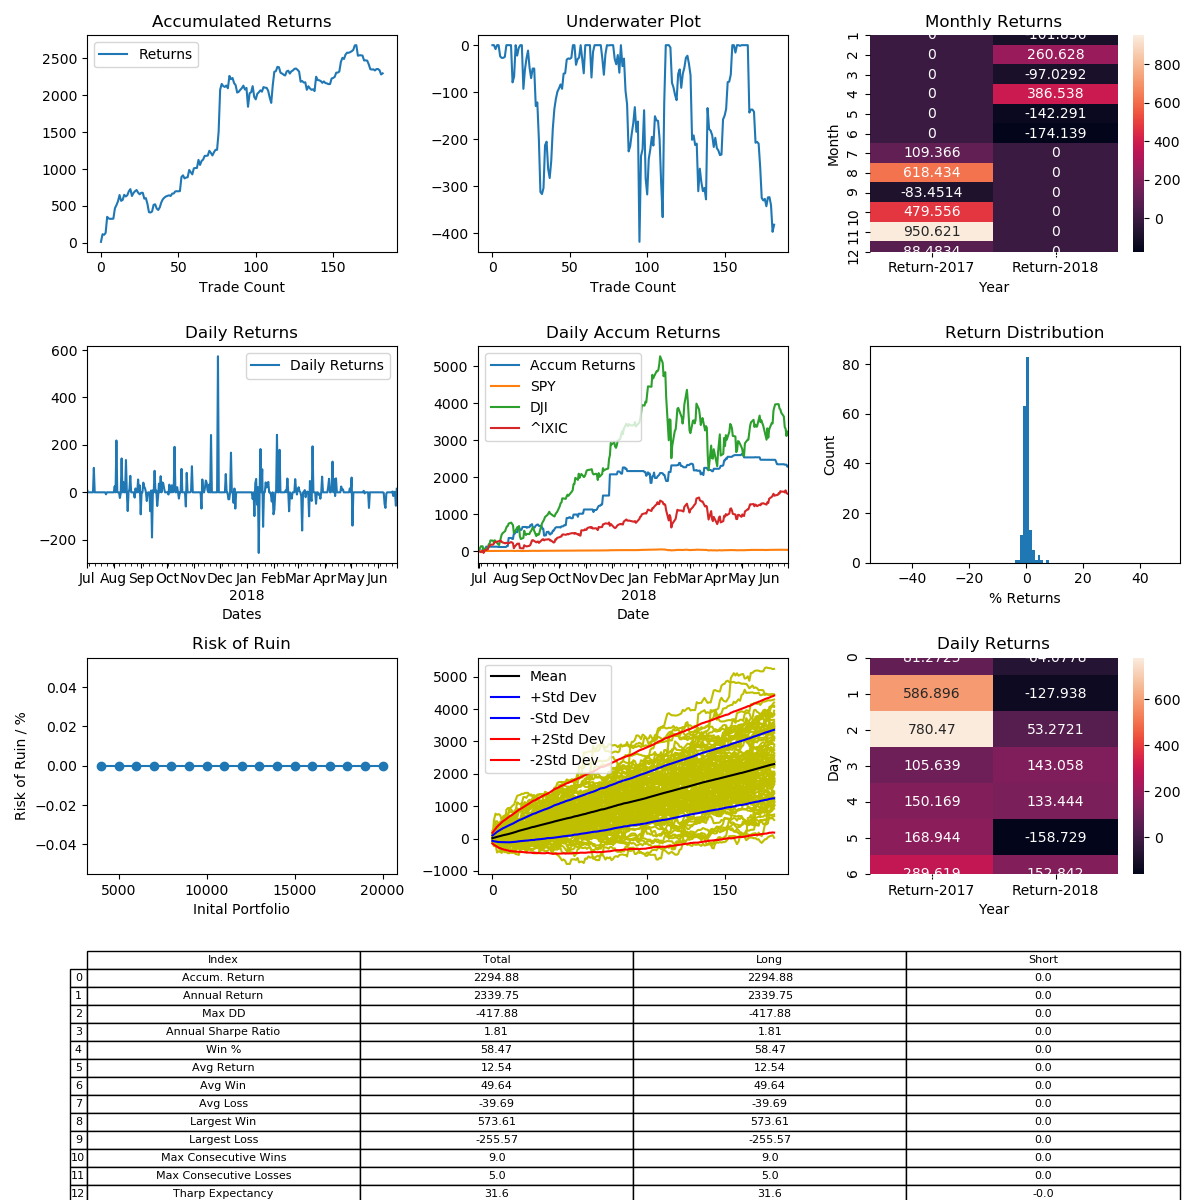 Accumulated Returns
Returns
2500
2000
1500
1000
500
0
0 50 100 150
Trade Count
Underwater Plot
0
−100
−200
−300
−400
0 50 100 150
Trade Count
Monthly Returns
Month
1 0
2 0 260.628
3 0 -97.0292
4 0 386.538
5 0 -142.291
6 0 -174.139
7 109.366 0
8 618.434 0
9 -83.4514 0
10 479.556 0
11 950.621 0
12 88.4834 0
Return-2017 Return-2018
Year
800
600
400
200
0
Daily Returns
Daily Returns
600
400
200
0
−200
Jul Aug Sep Oct Nov Dec Jan Feb Mar Apr May Jun
2018
Dates
Daily Accum Returns
Accum Returns
SPY
DJI
^IXIC
5000
4000
3000
2000
1000
0
Jul Aug Sep Oct Nov Dec Jan Feb Mar Apr May Jun
2018
Date
Return Distribution
Count
80
60
40
20
0
−40 −20 0 20 40
% Returns
Risk of Ruin
Risk of Ruin / %
0.04
0.02
0.00
−0.02
−0.04
5000 10000 15000 20000
Inital Portfolio
Mean
+Std Dev
-Std Dev
+2Std Dev
-2Std Dev
5000
4000
3000
2000
1000
0
−1000
0 50 100 150
Daily Returns
Day
0
1 586.896 -127.938
2 780.47 53.2721
3 105.639 143.058
4 150.169 133.444
5 168.944 -158.729
6 289.619 152.842
Return-2017 Return-2018
Year
600
400
200
0
Index Total Long Short
0 Accum. Return 2294.88 2294.88 0.0
1 Annual Return 2339.75 2339.75 0.0
2 Max DD -417.88 -417.88 0.0
3 Annual Sharpe Ratio 1.81 1.81 0.0
4 Win % 58.47 58.47 0.0
5 Avg Return 12.54 12.54 0.0
6 Avg Win 49.64 49.64 0.0
7 Avg Loss -39.69 -39.69 0.0
8 Largest Win 573.61 573.61 0.0
9 Largest Loss -255.57 -255.57 0.0
10 Max Consecutive Wins 9.0 9.0 0.0
11 Max Consecutive Losses 5.0 5.0 0.0
12 Tharp Expectancy 31.6 31.6 -0.0